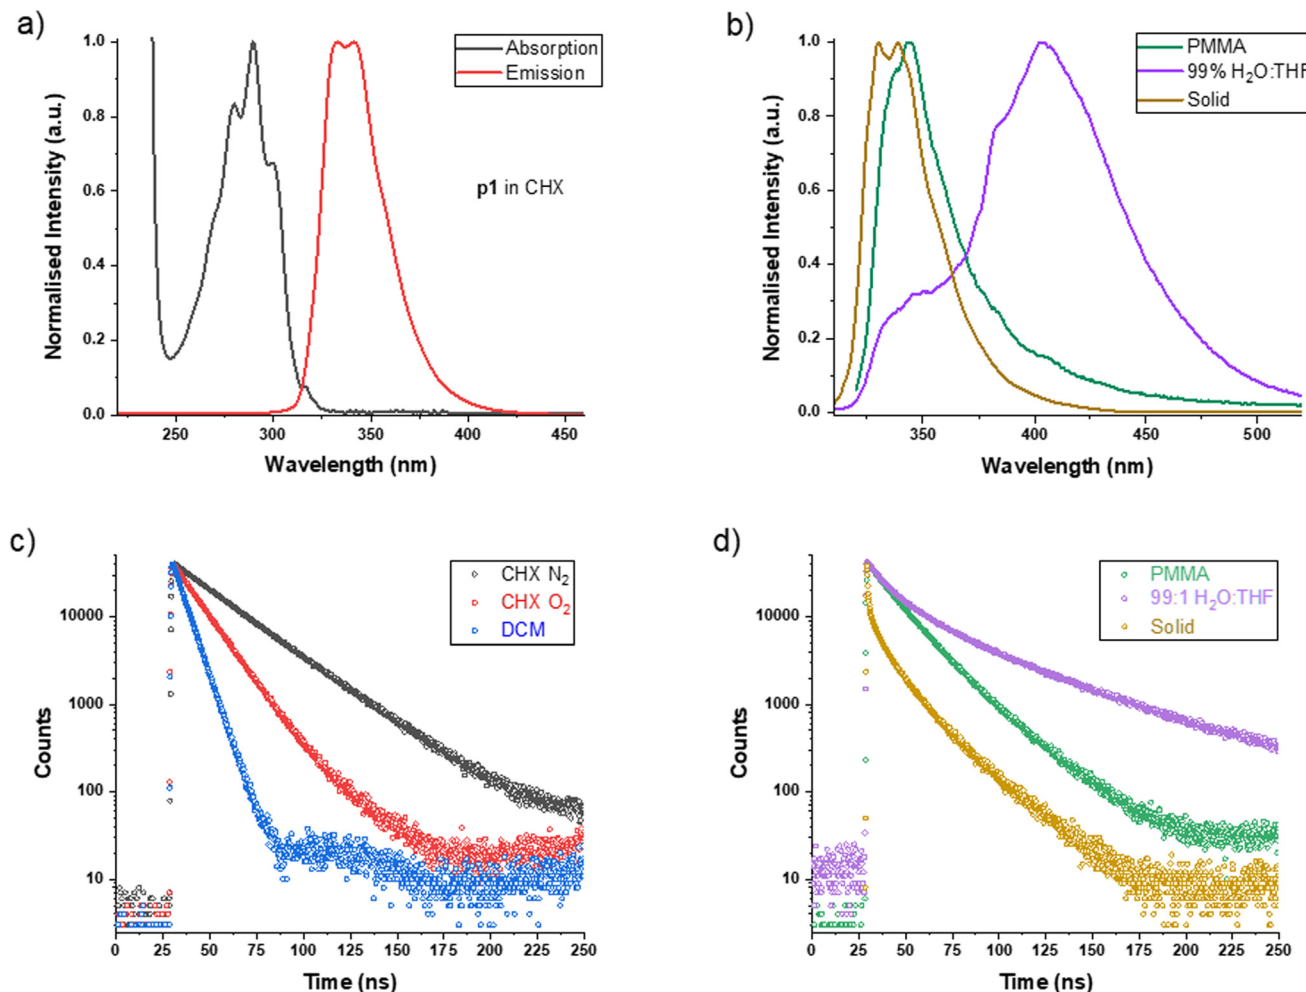 a)
1.0
0.8
0.6
0.4
0.2
0.0
Normalised Intensity (a.u.)
Absorption
Emission
p1 in CHX
250 300 350 400 450
Wavelength (nm)
b)
1.0
0.8
0.6
0.4
0.2
0.0
Normalised Intensity (a.u.)
PMMA
99% H₂O:THF
Solid
350 400 450 500
Wavelength (nm)
c)
10000
1000
100
10
Counts
CHX N₂
CHX O₂
DCM
0 25 50 75 100 125 150 175 200 225 250
Time (ns)
d)
10000
1000
100
10
Counts
PMMA
99:1 H₂O:THF
Solid
0 25 50 75 100 125 150 175 200 225 250
Time (ns)